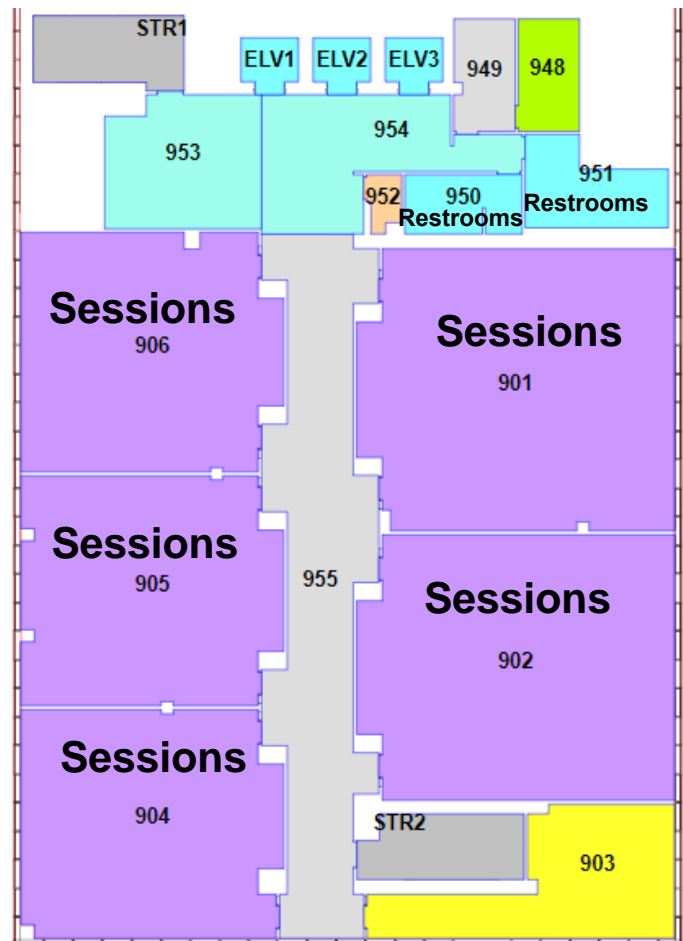 STR1
ELV1 ELV2 ELV3
949 948
953 954
951
952 950
Restrooms Restrooms
Sessions
906
Sessions
901
Sessions
905
955
Sessions
902
Sessions
904
STR2
903